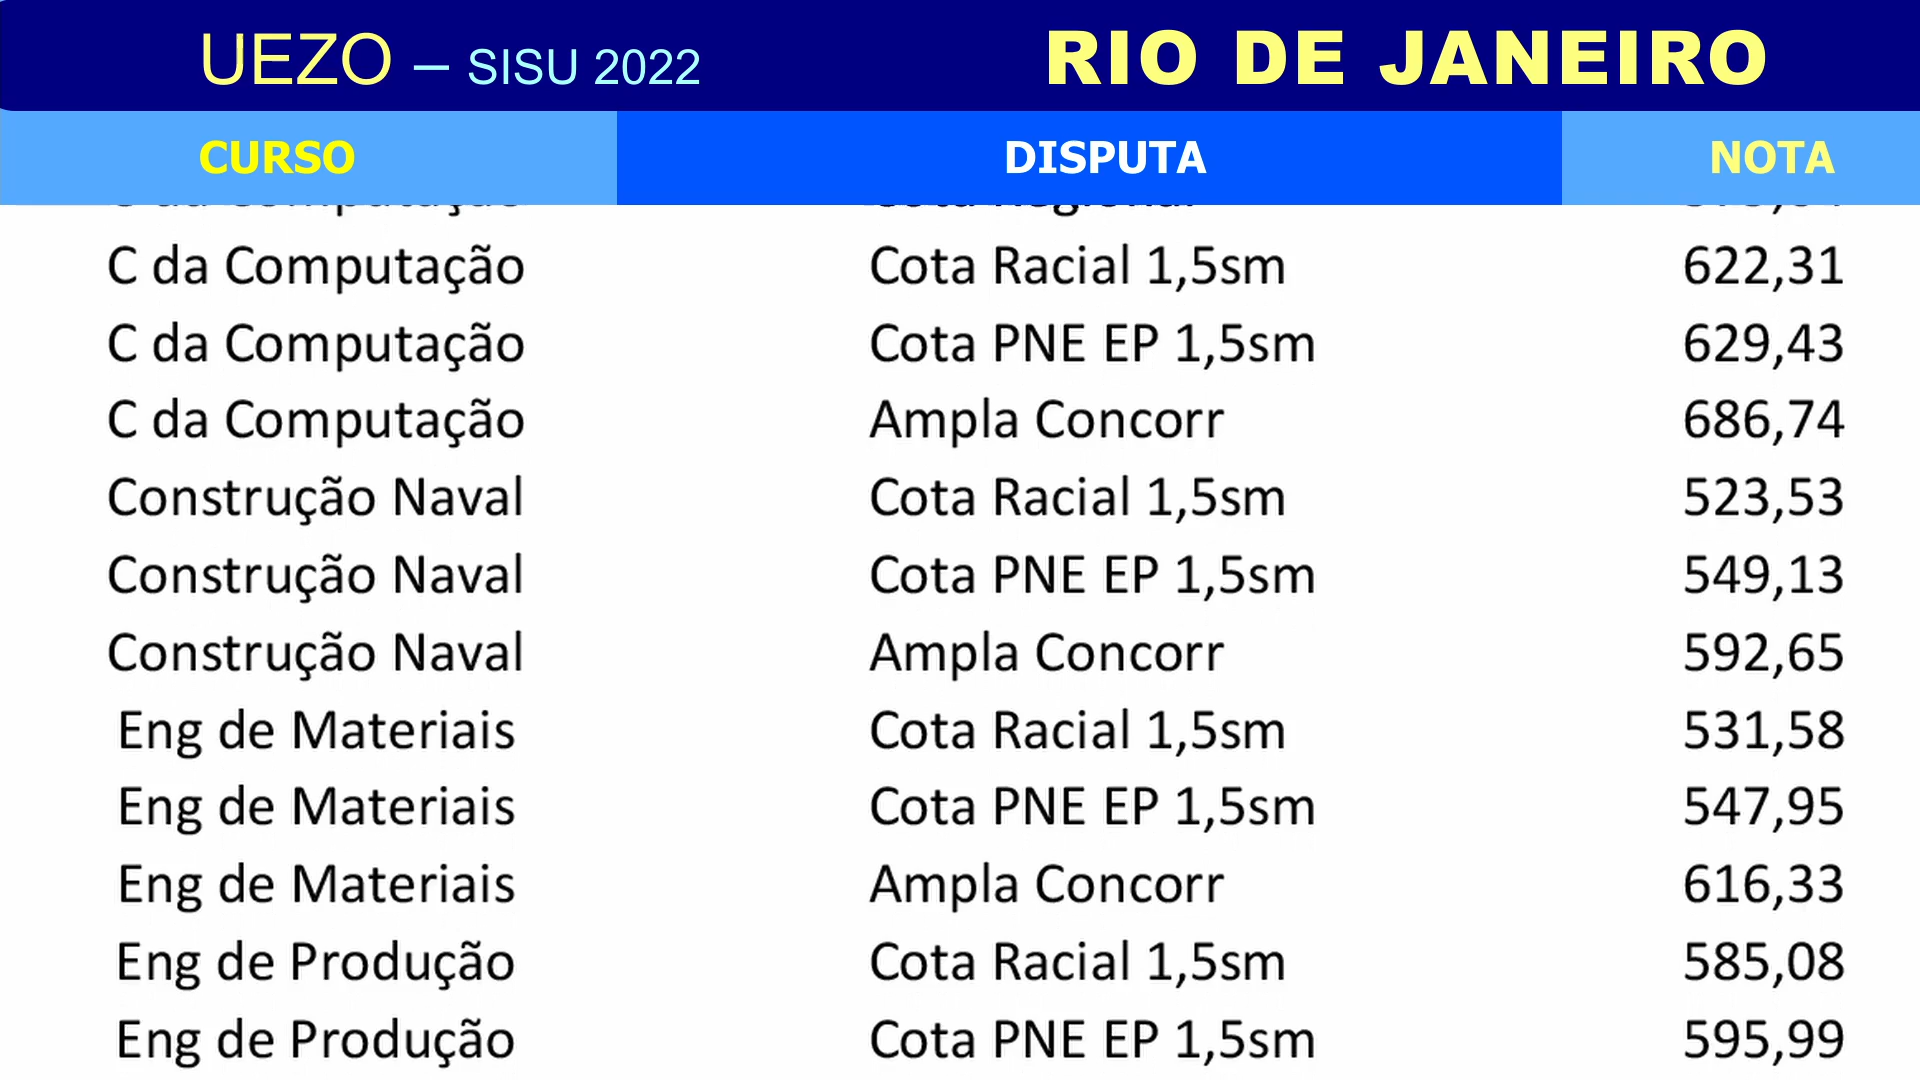 UEZO – SISU 2022 RIO DE JANEIRO
CURSO DISPUTA NOTA
C da Computação Cota Racial 1,5sm 622,31
C da Computação Cota PNE EP 1,5sm 629,43
C da Computação Ampla Concorr 686,74
Construção Naval Cota Racial 1,5sm 523,53
Construção Naval Cota PNE EP 1,5sm 549,13
Construção Naval Ampla Concorr 592,65
Eng de Materiais Cota Racial 1,5sm 531,58
Eng de Materiais Cota PNE EP 1,5sm 547,95
Eng de Materiais Ampla Concorr 616,33
Eng de Produção Cota Racial 1,5sm 585,08
Eng de Produção Cota PNE EP 1,5sm 595,99